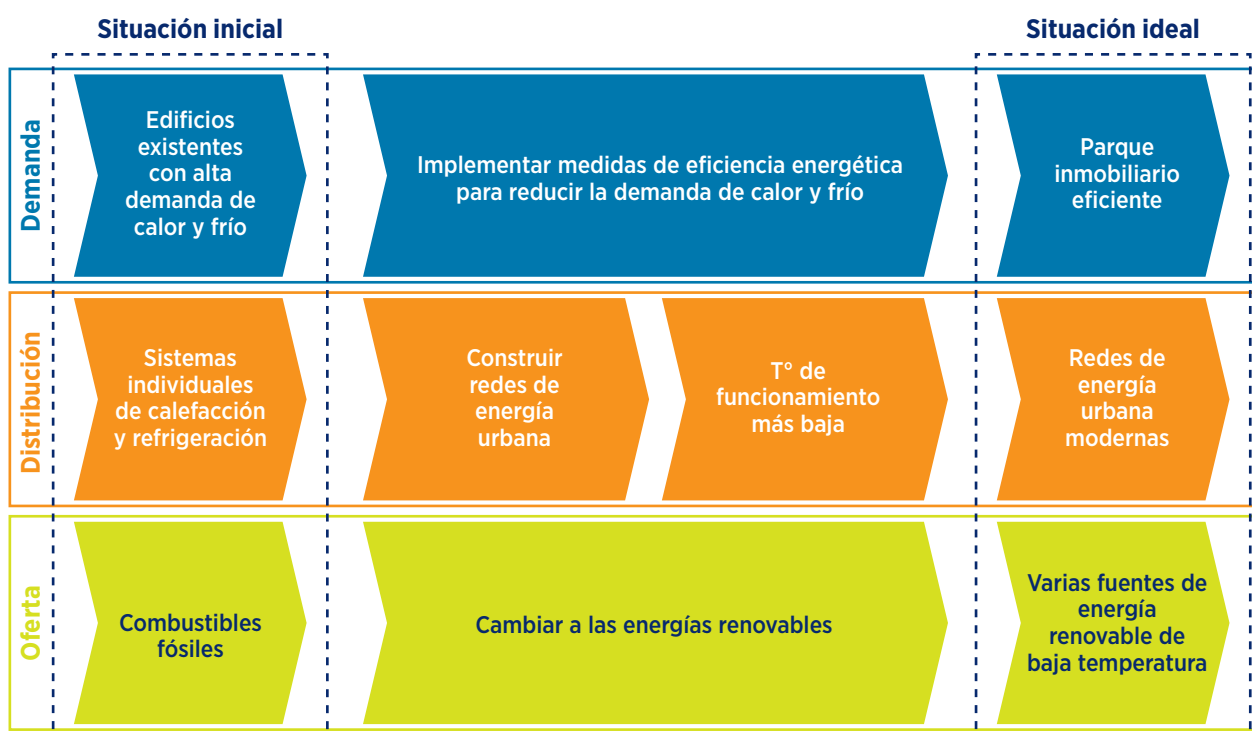 Situación inicial
Situación ideal
Demanda
Edificios
existentes
con alta
demanda de
calor y frío
Implementar medidas de eficiencia energética
para reducir la demanda de calor y frío
Parque
inmobiliario
eficiente
Distribución
Sistemas
individuales
de calefacción
y refrigeración
Construir
redes de
energía
urbana
T° de
funcionamiento
más baja
Redes de
energía
urbana
modernas
Oferta
Combustibles
fósiles
Cambiar a las energías renovables
Varias fuentes de
energía
renovable de
baja temperatura